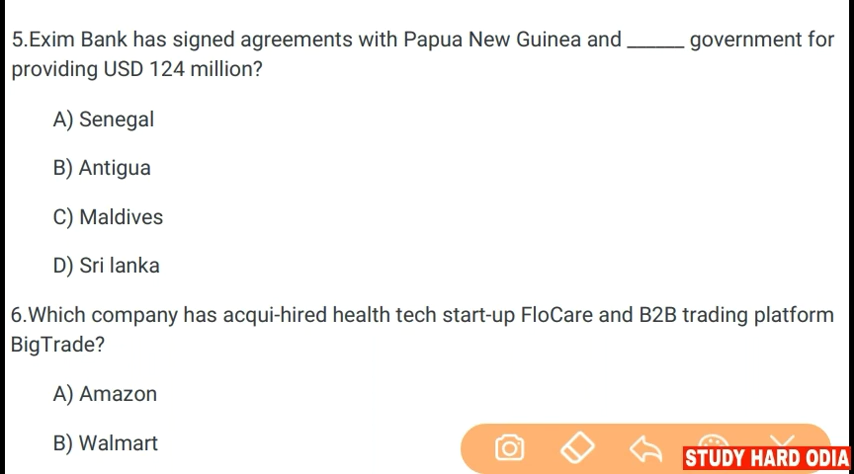 5.Exim Bank has signed agreements with Papua New Guinea and ______ government for
providing USD 124 million?
A) Senegal
B) Antigua
C) Maldives
D) Sri lanka
6.Which company has acqui-hired health tech start-up FloCare and B2B trading platform
BigTrade?
A) Amazon
B) Walmart
STUDY HARD ODIA